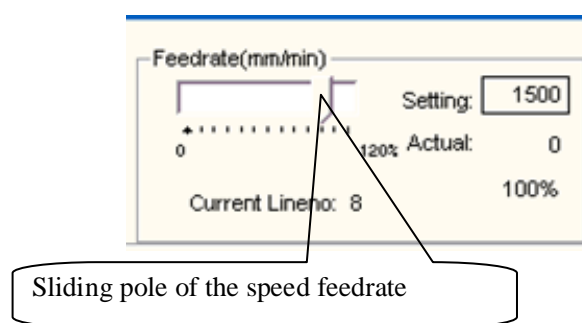 Feedrate(mm/min)
Setting: 1500
0 120% Actual: 0
100%
Current Lineno: 8
Sliding pole of the speed feedrate